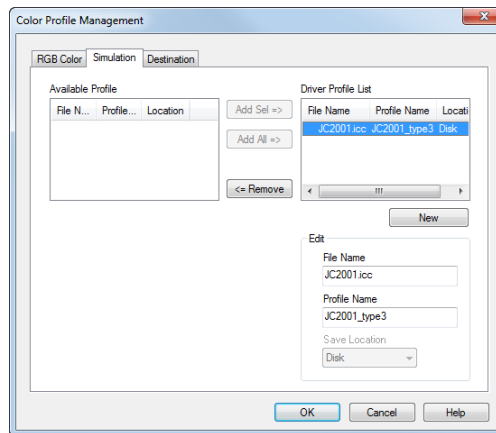 Color Profile Management
RGB Color Simulation Destination
Available Profile
File N... Profile... Location
Add Sel =>
Add All =>
<= Remove
Driver Profile List
File Name Profile Name Locati
JC2001.icc JC2001_type3 Disk
New
Edit
File Name
JC2001.icc
Profile Name
JC2001_type3
Save Location
Disk
OK Cancel Help